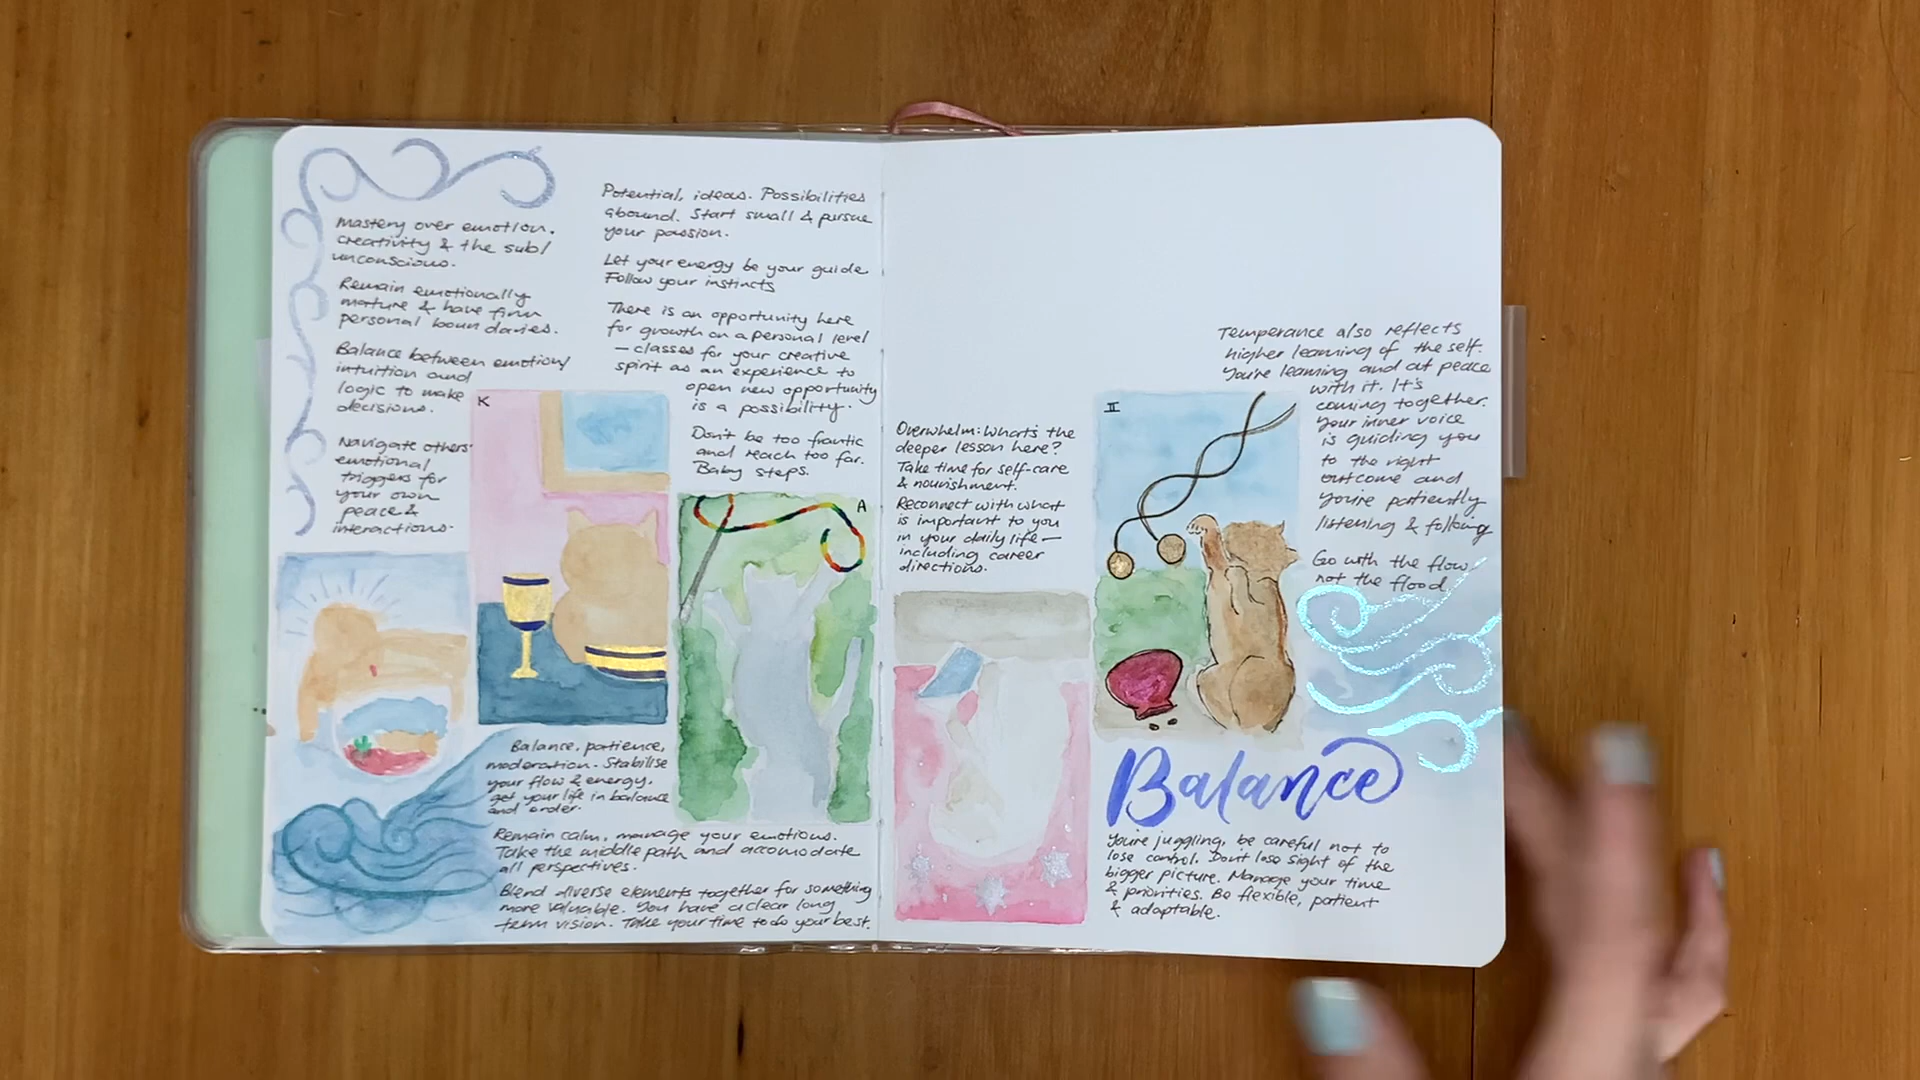 Mastery over emotion,
creativity & the sub/
unconscious.
Remain emotionally
mature & have firm
personal boundaries.
Balance between emotion/
intuition and
logic to make
decisions.
Navigate others'
emotional
triggers for
your own
peace &
interactions.
K
Potential, ideas. Possibilities
abound. Start small & pursue
your passion.
Let your energy be your guide.
Follow your instincts
There is an opportunity here
for growth on a personal level
— classes for your creative
spirit as an experience to
open new opportunity
is a possibility.
Don't be too frantic
and reach too far.
Baby steps.
A
Balance, patience,
moderation. Stabilise
your flow & energy,
get your life in balance
and order.
Remain calm, manage your emotions.
Take the middle path and accomodate
all perspectives.
Blend diverse elements together for something
more valuable. You have a clear long
term vision. Take your time to do your best.
Overwhelm: What's the
deeper lesson here?
Take time for self-care
& nourishment.
Reconnect with what
is important to you
in your daily life —
including career
directions.
II
Temperance also reflects
higher learning of the self.
You're learning and at peace
with it. It's
coming together.
Your inner voice
is guiding you
to the right
outcome and
you're patiently
listening & following
Go with the flow,
not the flood
Balance
You're juggling, be careful not to
lose control. Don't lose sight of the
bigger picture. Manage your time
& priorities. Be flexible, patient
& adaptable.